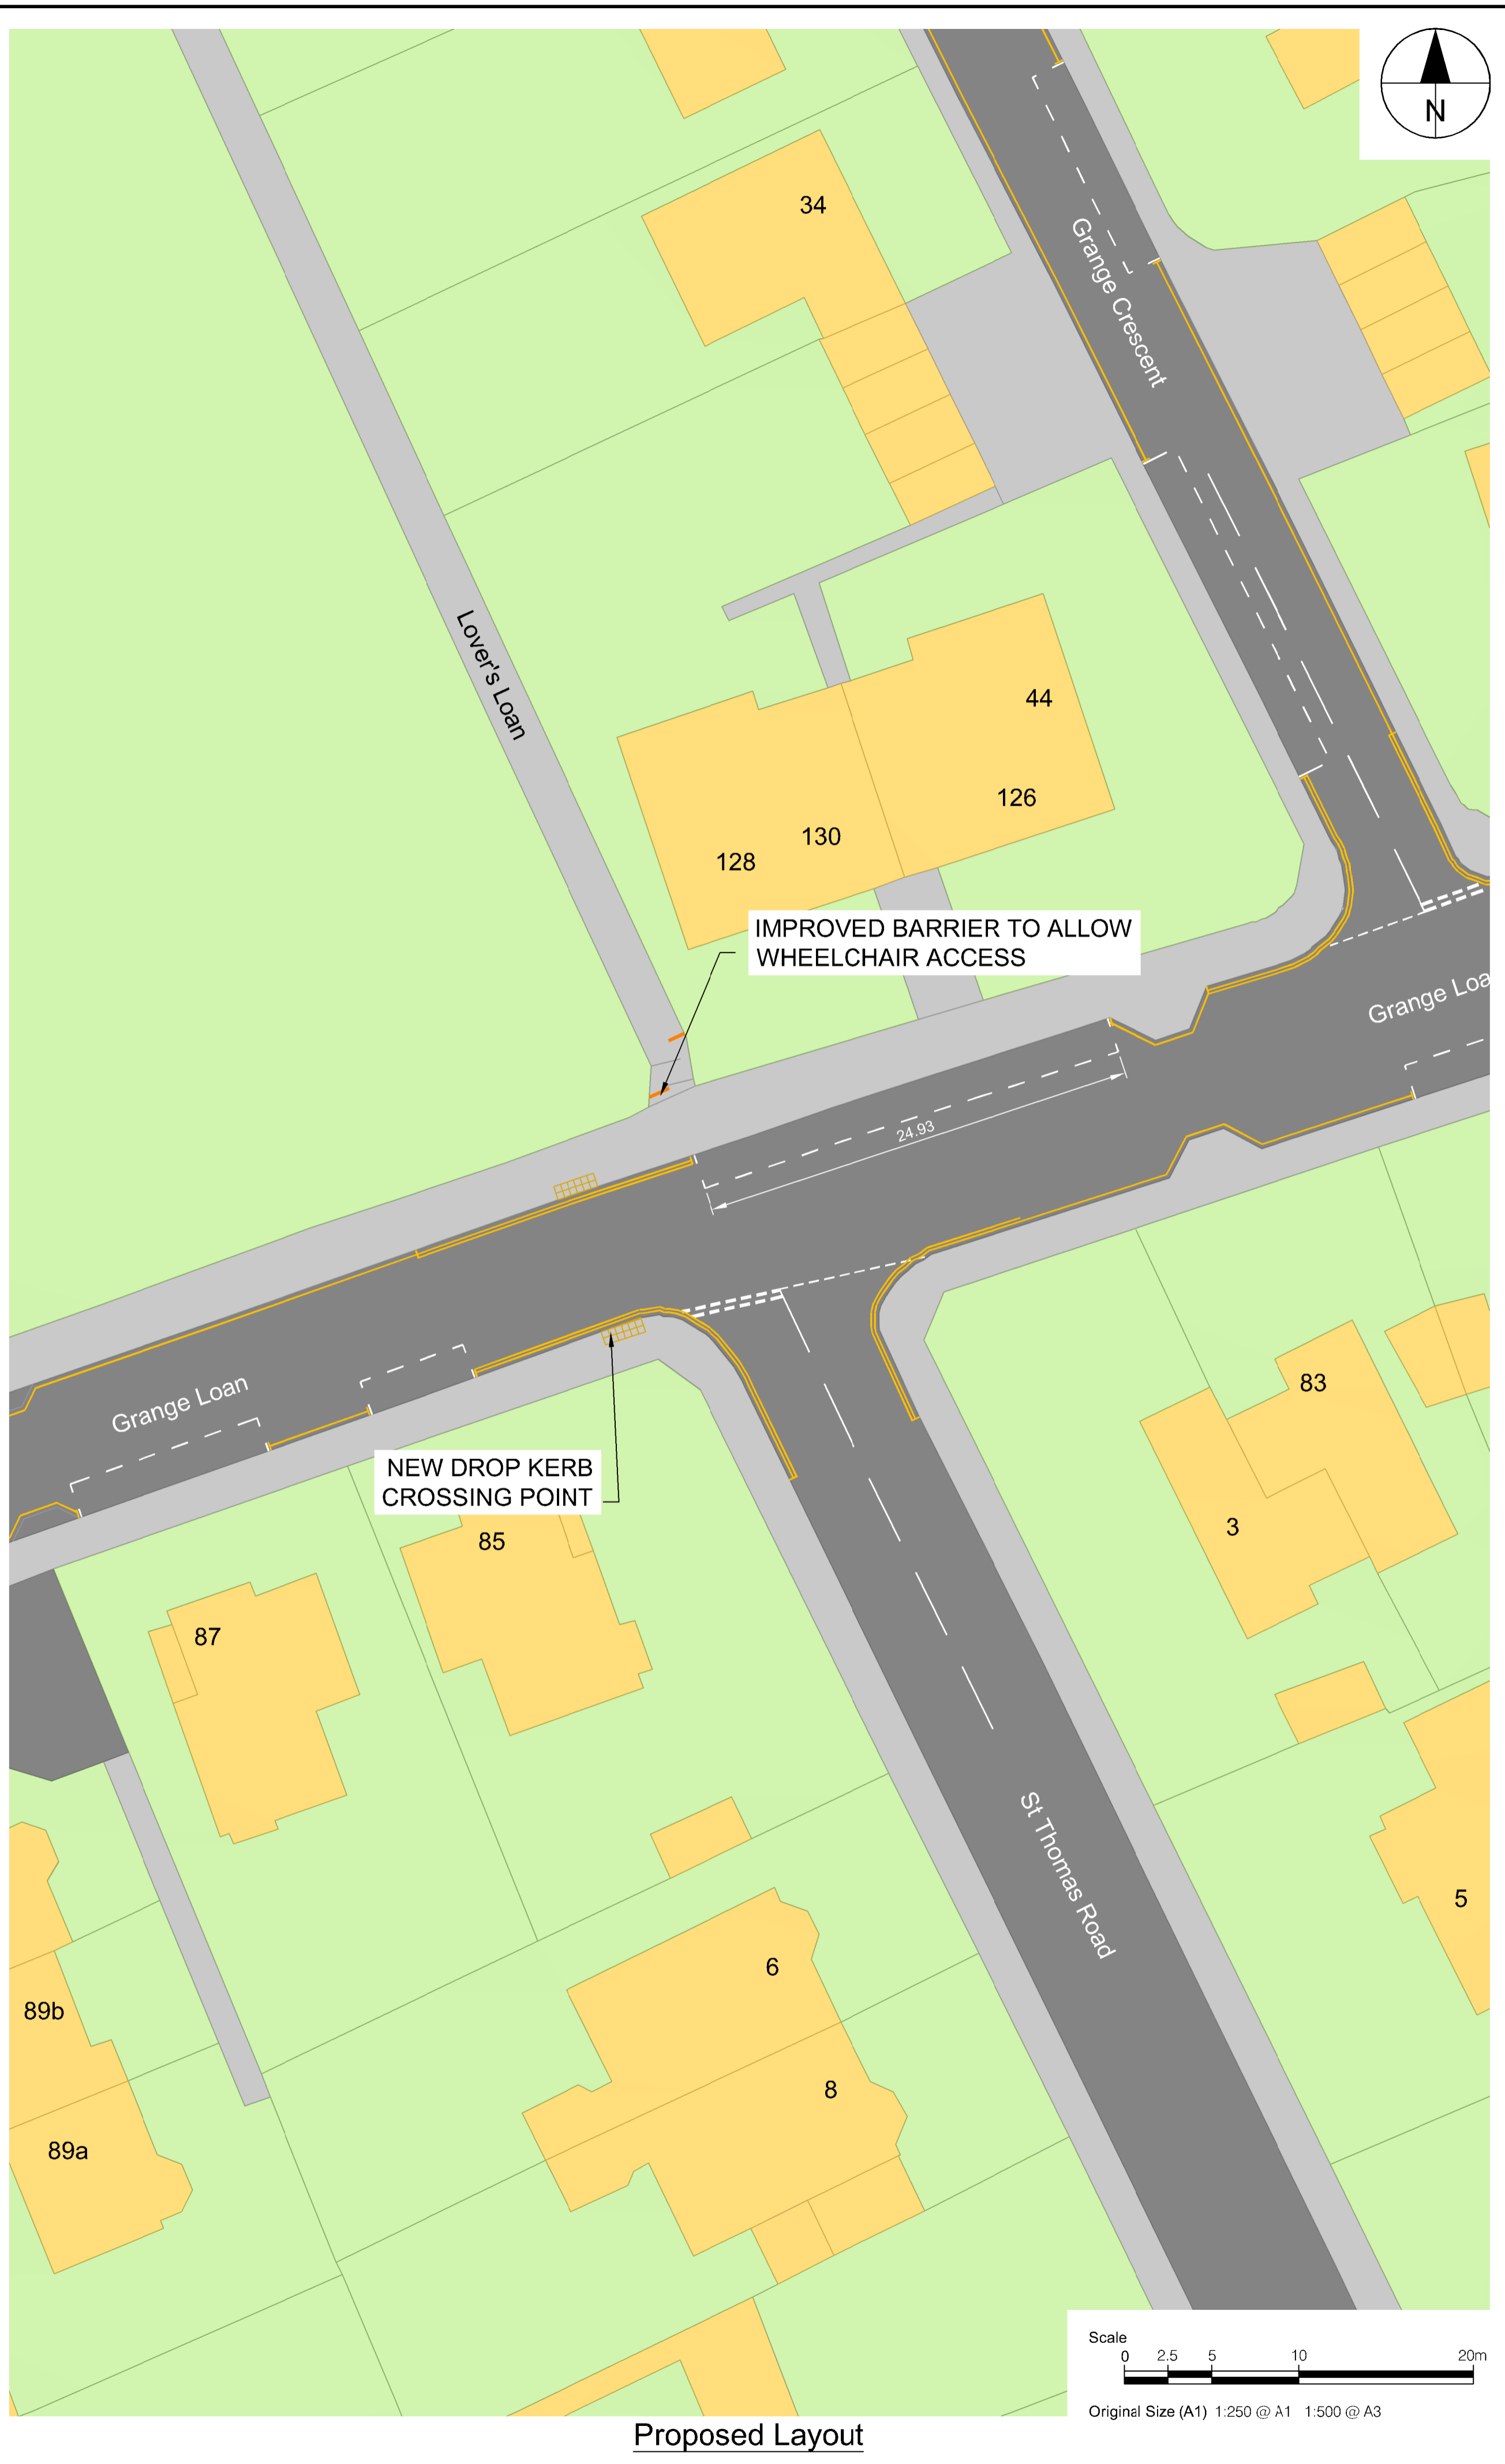 N
34
Grange Crescent
Lover's Loan
44
126
130
128
IMPROVED BARRIER TO ALLOW
WHEELCHAIR ACCESS
Grange Loa
24.93
Grange Loan
NEW DROP KERB
CROSSING POINT
83
3
85
87
St Thomas Road
5
6
89b
8
89a
Scale
0 2.5 5 10 20m
Original Size (A1) 1:250 @ A1 1:500 @ A3
Proposed Layout